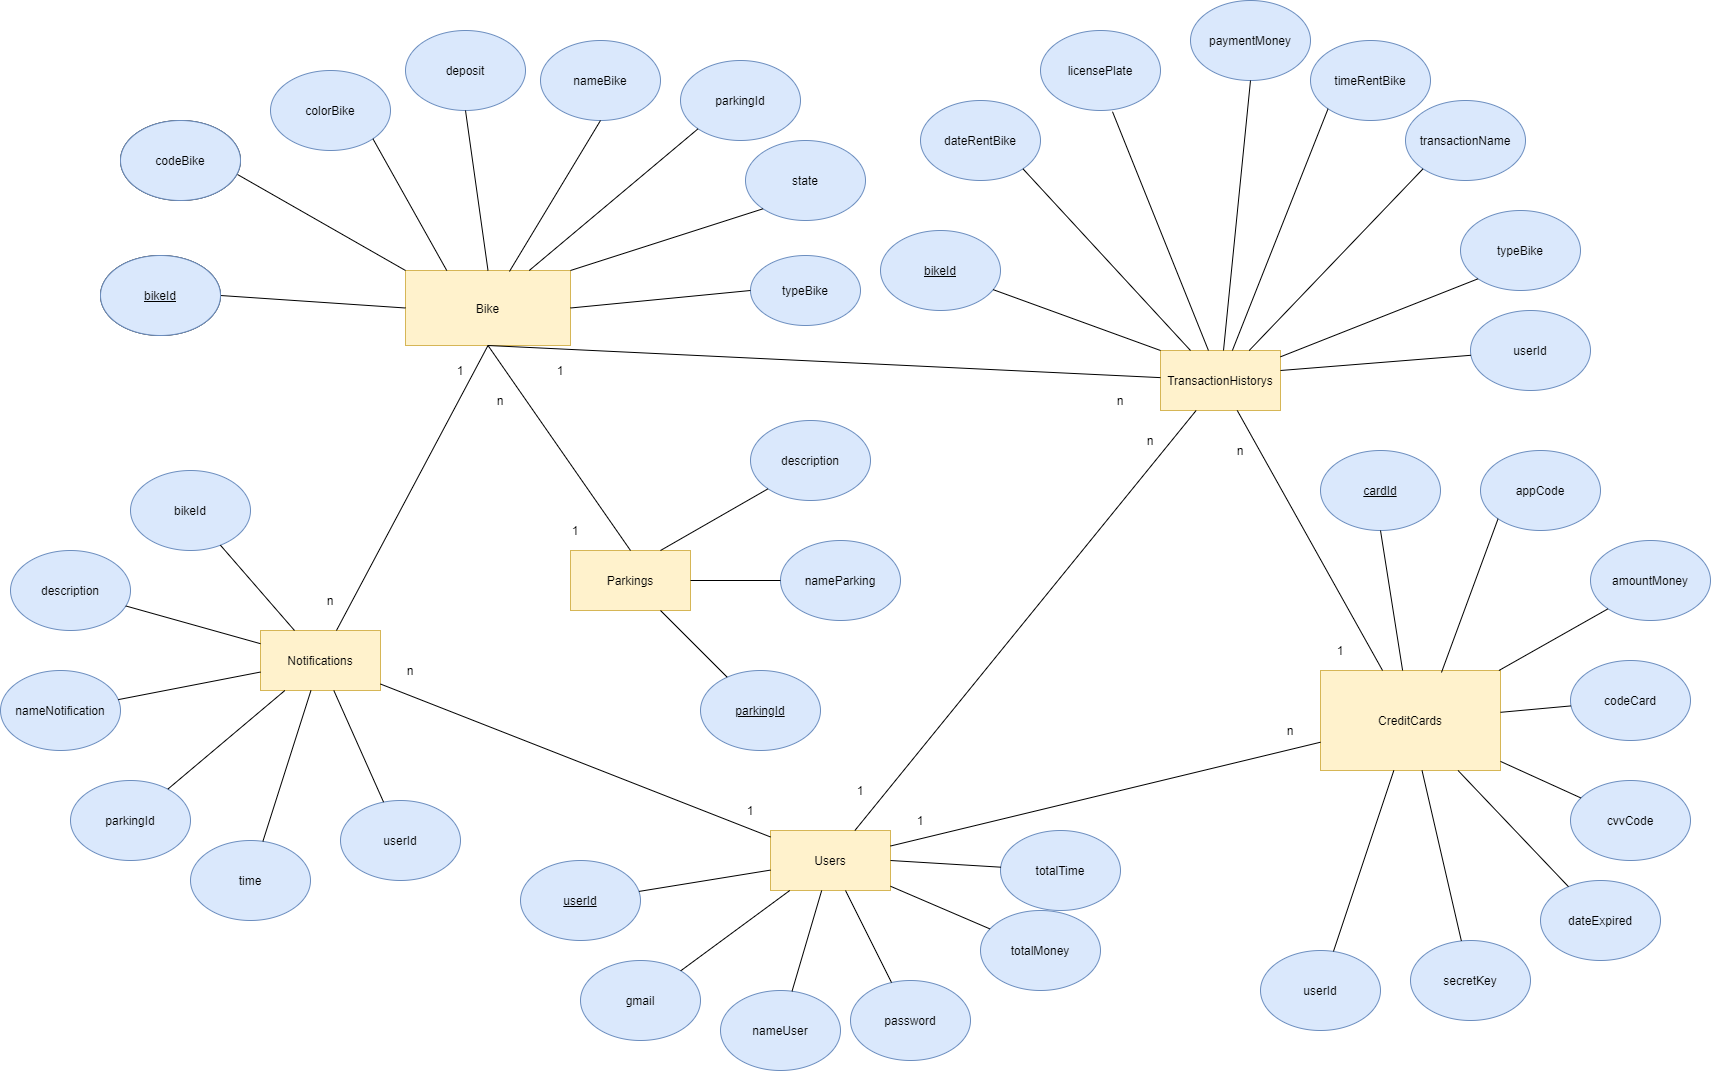 paymentMoney
deposit
licensePlate
nameBike
timeRentBike
parkingId
colorBike
dateRentBike
transactionName
codeBike
state
typeBike
bikeId
bikeId
typeBike
Bike
userId
1
1
TransactionHistorys
n
n
n
n
description
cardId
appCode
bikeId
1
Parkings
nameParking
amountMoney
description
n
1
Notifications
n
codeCard
nameNotification
parkingId
CreditCards
n
1
1
1
parkingId
cvvCode
userId
Users
totalTime
time
userId
dateExpired
totalMoney
secretKey
userId
gmail
password
nameUser